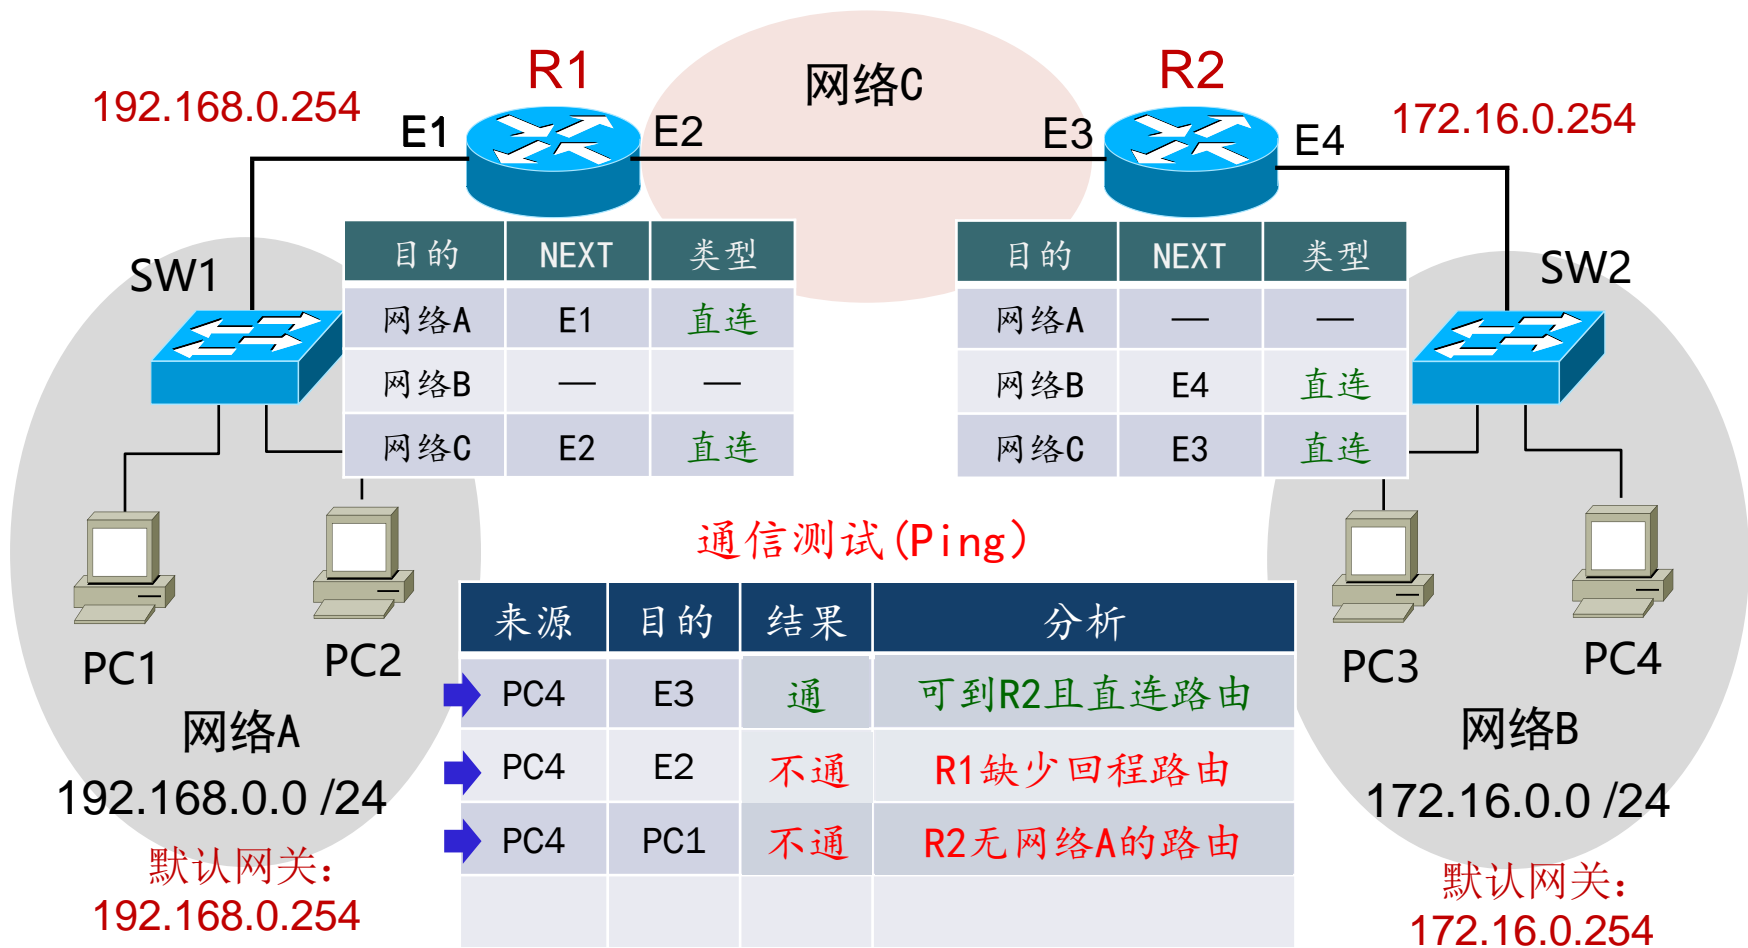 R1
网络C
R2
192.168.0.254
E1
E2
E3
E4
172.16.0.254
SW1
SW2
目的 NEXT 类型
网络A E1 直连
网络B — —
网络C E2 直连
目的 NEXT 类型
网络A — —
网络B E4 直连
网络C E3 直连
PC1
PC2
PC3
PC4
通信测试(Ping)
来源 目的 结果 分析
PC4 E3 通 可到R2且直连路由
PC4 E2 不通 R1缺少回程路由
PC4 PC1 不通 R2无网络A的路由
网络A
192.168.0.0 /24
默认网关：
192.168.0.254
网络B
172.16.0.0 /24
默认网关：
172.16.0.254